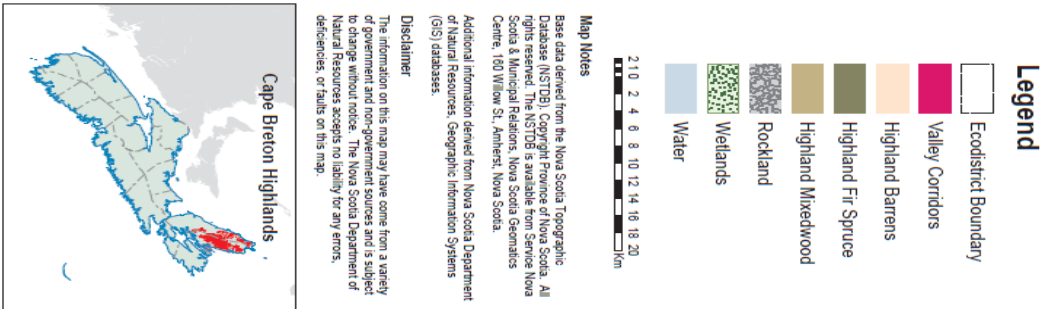 Legend
Ecodistrict Boundary
Valley Corridors
Highland Barrens
Highland Fir Spruce
Highland Mixedwood
Rockland
Wetlands
Water
2 1 0 2 4 6 8 10 12 14 16 18 20
Km
Map Notes
Base data derived from the Nova Scotia Topographic
Database (NSTDB). Copyright Province of Nova Scotia. All
rights reserved. The NSTDB is available from Service Nova
Scotia & Municipal Relations, Nova Scotia Geomatics
Centre, 160 Willow St., Amherst, Nova Scotia.
Additional information derived from Nova Scotia Department
of Natural Resources, Geographic Information Systems
(GIS) databases.
Disclaimer
The information on this map may have come from a variety
of government and non-government sources and is subject
to change without notice. The Nova Scotia Department of
Natural Resources accepts no liability for any errors,
deficiencies, or faults on this map.
Cape Breton Highlands